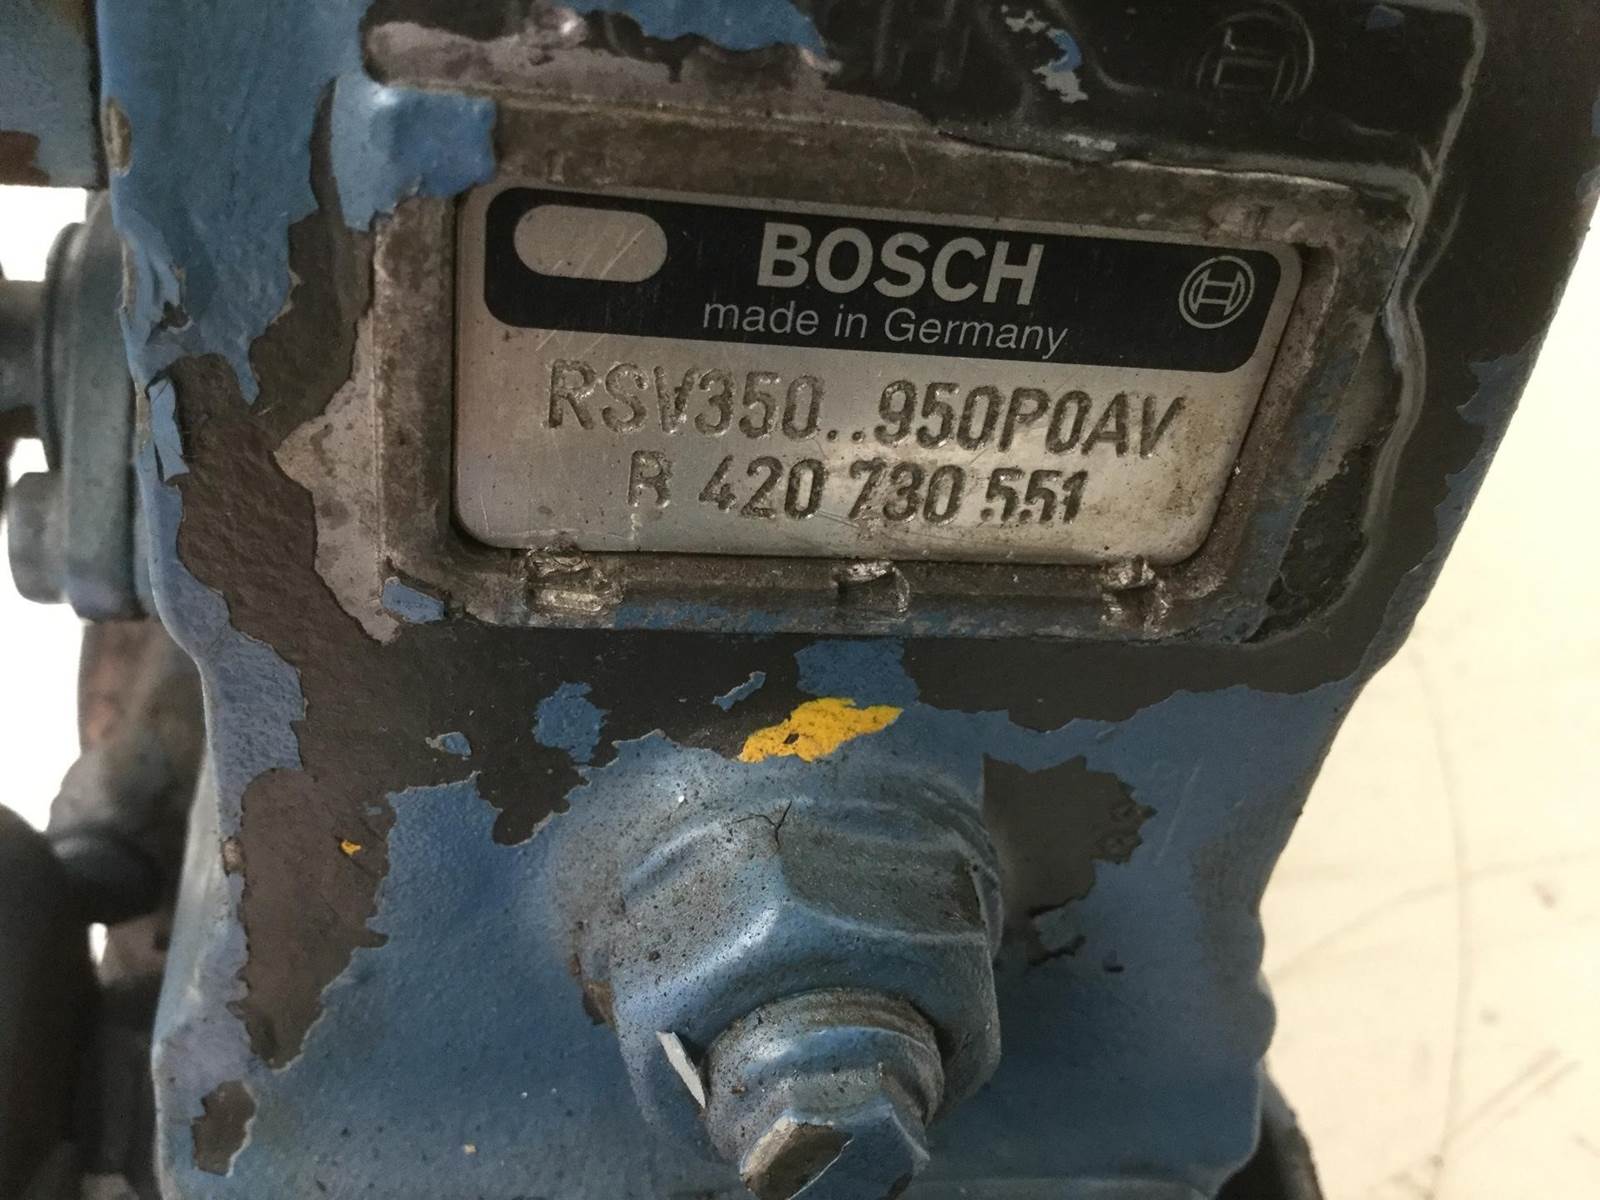 BOSCH
made in Germany
RSV350..950P0AV
R 420 730 551